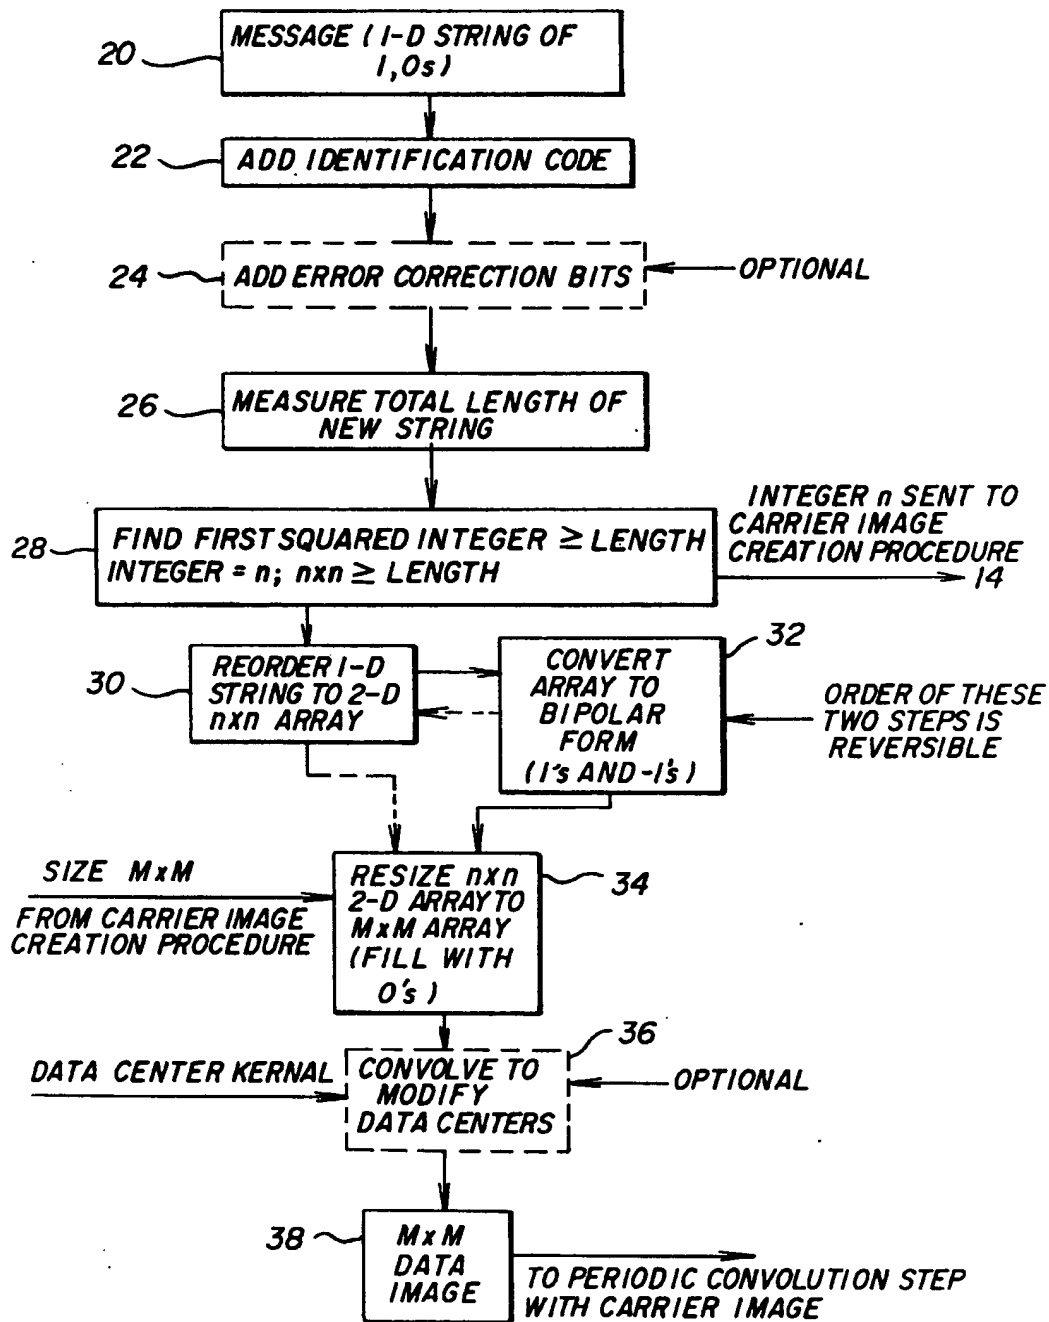 20
MESSAGE (1-D STRING OF
1,0s)
22
ADD IDENTIFICATION CODE
24
ADD ERROR CORRECTION BITS
OPTIONAL
26
MEASURE TOTAL LENGTH OF
NEW STRING
28
FIND FIRST SQUARED INTEGER ≥ LENGTH
INTEGER = n; nxn ≥ LENGTH
INTEGER n SENT TO
CARRIER IMAGE
CREATION PROCEDURE
14
30
REORDER 1-D
STRING TO 2-D
nxn ARRAY
32
CONVERT
ARRAY TO
BIPOLAR
FORM
(1's AND -1's)
ORDER OF THESE
TWO STEPS IS
REVERSIBLE
SIZE MxM
FROM CARRIER IMAGE
CREATION PROCEDURE
34
RESIZE nxn
2-D ARRAY TO
MxM ARRAY
(FILL WITH
0's)
DATA CENTER KERNAL
36
CONVOLVE TO
MODIFY
DATA CENTERS
OPTIONAL
38
MxM
DATA
IMAGE
TO PERIODIC CONVOLUTION STEP
WITH CARRIER IMAGE